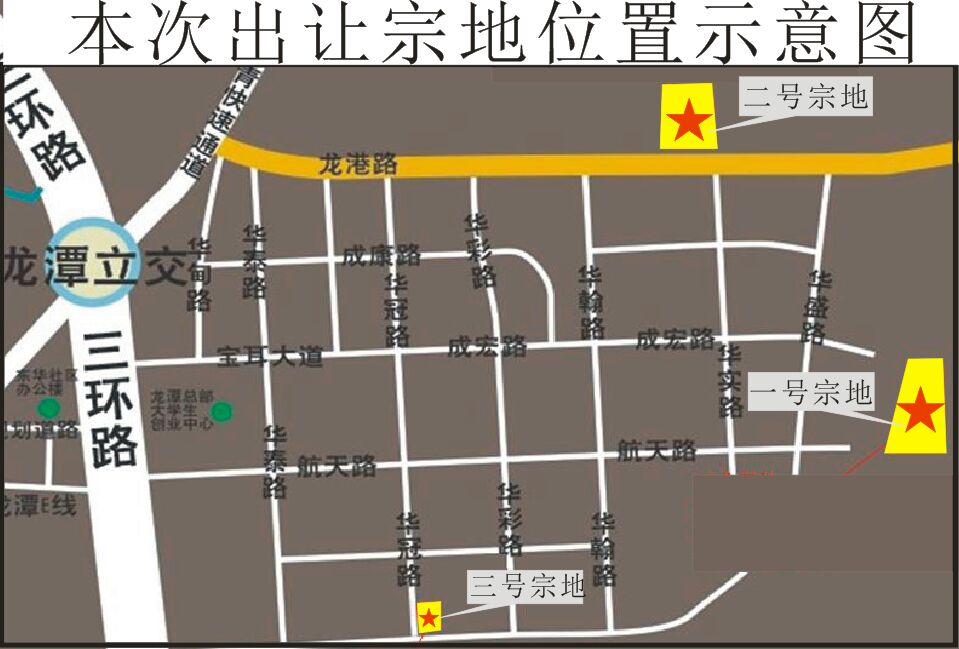 本次出让宗地位置示意图
二号宗地
三环路
青快速通道
龙港路
华甸路
华泰路
成康路
华彩路
龙潭立交
华冠路
华翰路
华盛路
三环路
宝耳大道
成宏路
成宏路
华实路
东华社区
办公楼
龙潭总部
大学生
创业中心
一号宗地
划道路
华泰路
航天路
航天路
龙潭E线
华冠路
华彩路
华翰路
三号宗地